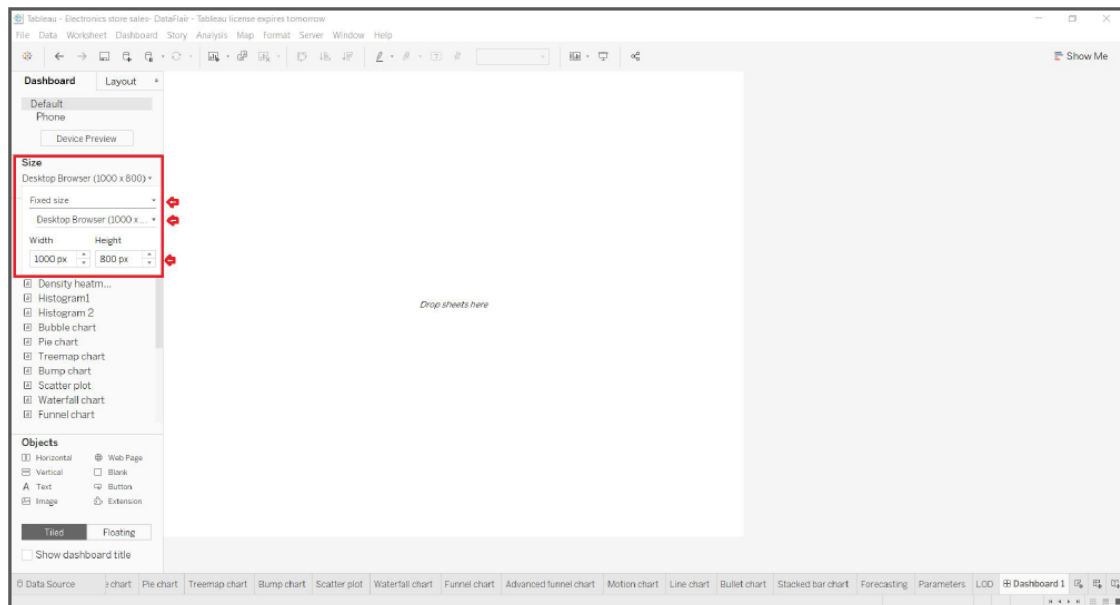 Tableau - Electronics store sales- DataFlair - Tableau license expires tomorrow
File Data Worksheet Dashboard Story Analysis Map Format Server Window Help
Show Me
Dashboard Layout
Default
Phone
Device Preview
Size
Desktop Browser (1000 x 800)
Fixed size
Desktop Browser (1000 x...
Width Height
1000 px 800 px
Density heatm...
Histogram1
Histogram 2
Bubble chart
Pie chart
Treemap chart
Bump chart
Scatter plot
Waterfall chart
Funnel chart
Drop sheets here
Objects
Horizontal Web Page
Vertical Blank
A Text Button
Image Extension
Tiled Floating
Show dashboard title
Data Source chart Pie chart Treemap chart Bump chart Scatter plot Waterfall chart Funnel chart Advanced funnel chart Motion chart Line chart Bullet chart Stacked bar chart Forecasting Parameters LOD Dashboard 1